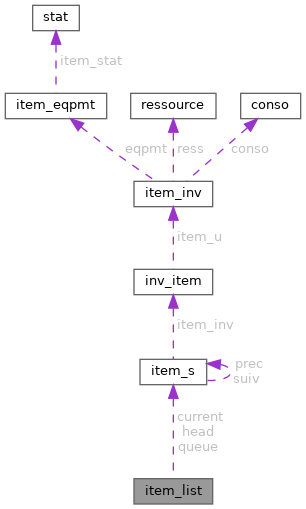 stat
item_stat
item_eqpmt
ressource
conso
eqpmt
ress
conso
item_inv
item_u
inv_item
item_inv
item_s
prec
suiv
current
head
queue
item_list